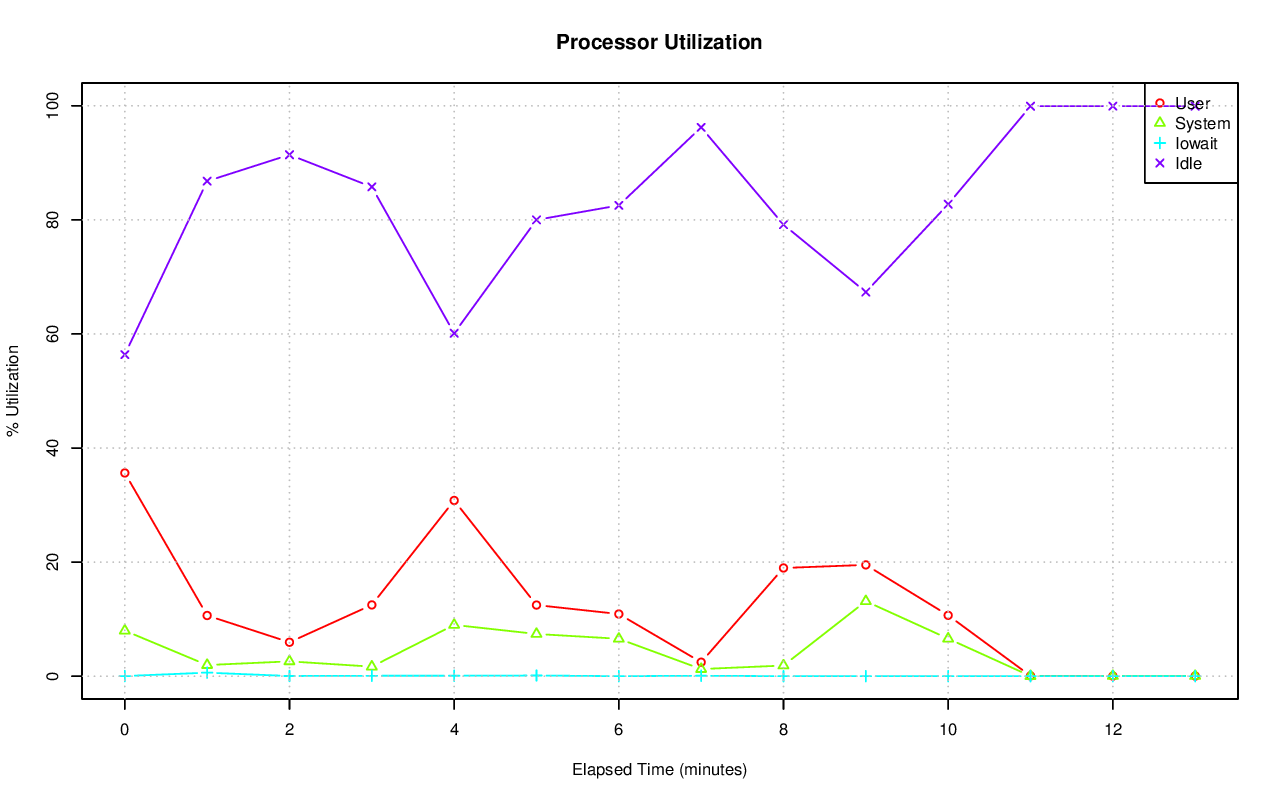 Processor Utilization
% Utilization
100
80
60
40
20
0
User
System
Iowait
Idle
0 2 4 6 8 10 12
Elapsed Time (minutes)